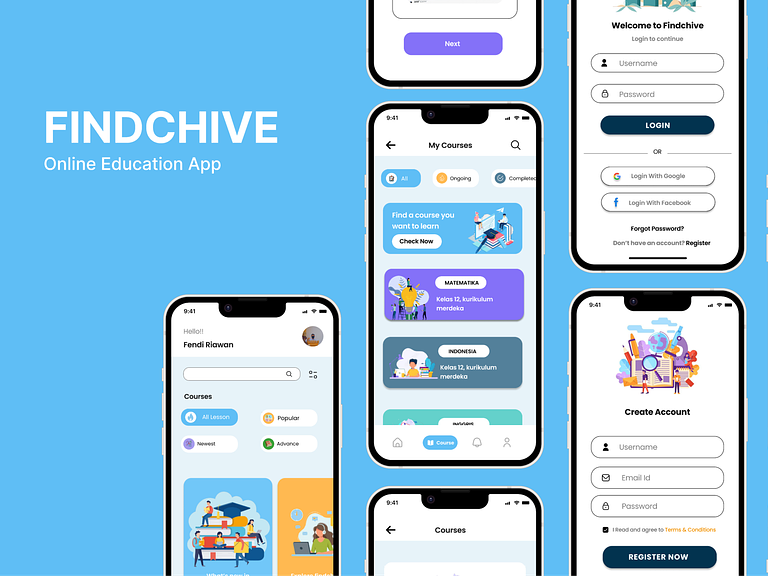 FINDCHIVE
Online Education App
9:41
Hello!!
Fendi Riawan
Courses
All Lesson
Popular
Newest
Advance
Next
9:41
My Courses
All
Ongoing
Completed
Find a course you
want to learn
Check Now
MATEMATIKA
Kelas 12, kurikulum
merdeka
INDONESIA
Kelas 12, kurikulum
merdeka
Course
9:41
Courses
Welcome to Findchive
Login to continue
Username
Password
LOGIN
OR
Login With Google
Login With Facebook
Forgot Password?
Don't have an account? Register
9:41
Create Account
Username
Email Id
Password
I Read and agree to Terms & Conditions
REGISTER NOW